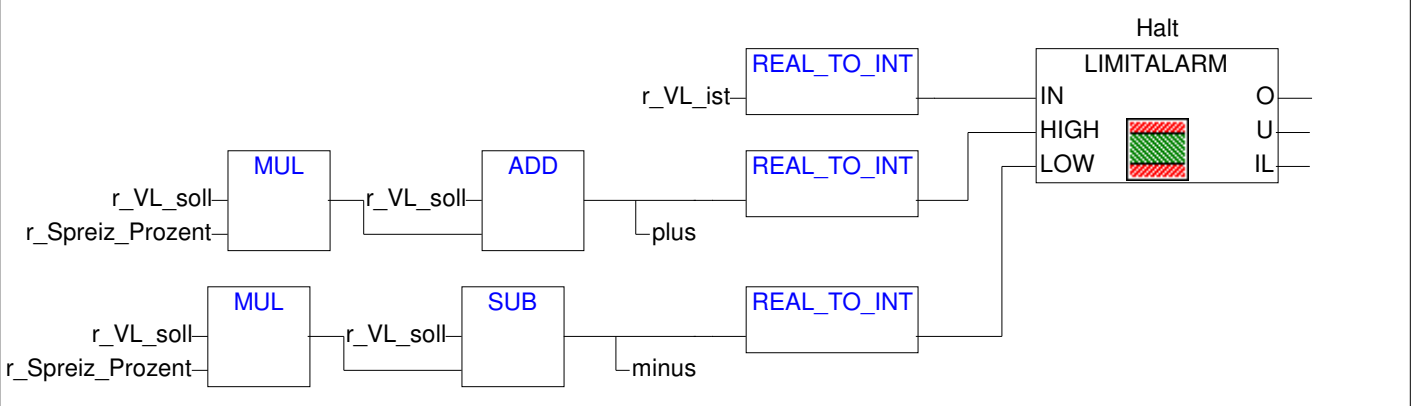 Halt
REAL_TO_INT
LIMITALARM
r_VL_ist
IN
O
HIGH
U
LOW
IL
MUL
ADD
REAL_TO_INT
r_VL_soll
r_VL_soll
r_Spreiz_Prozent
plus
MUL
SUB
REAL_TO_INT
r_VL_soll
r_VL_soll
r_Spreiz_Prozent
minus